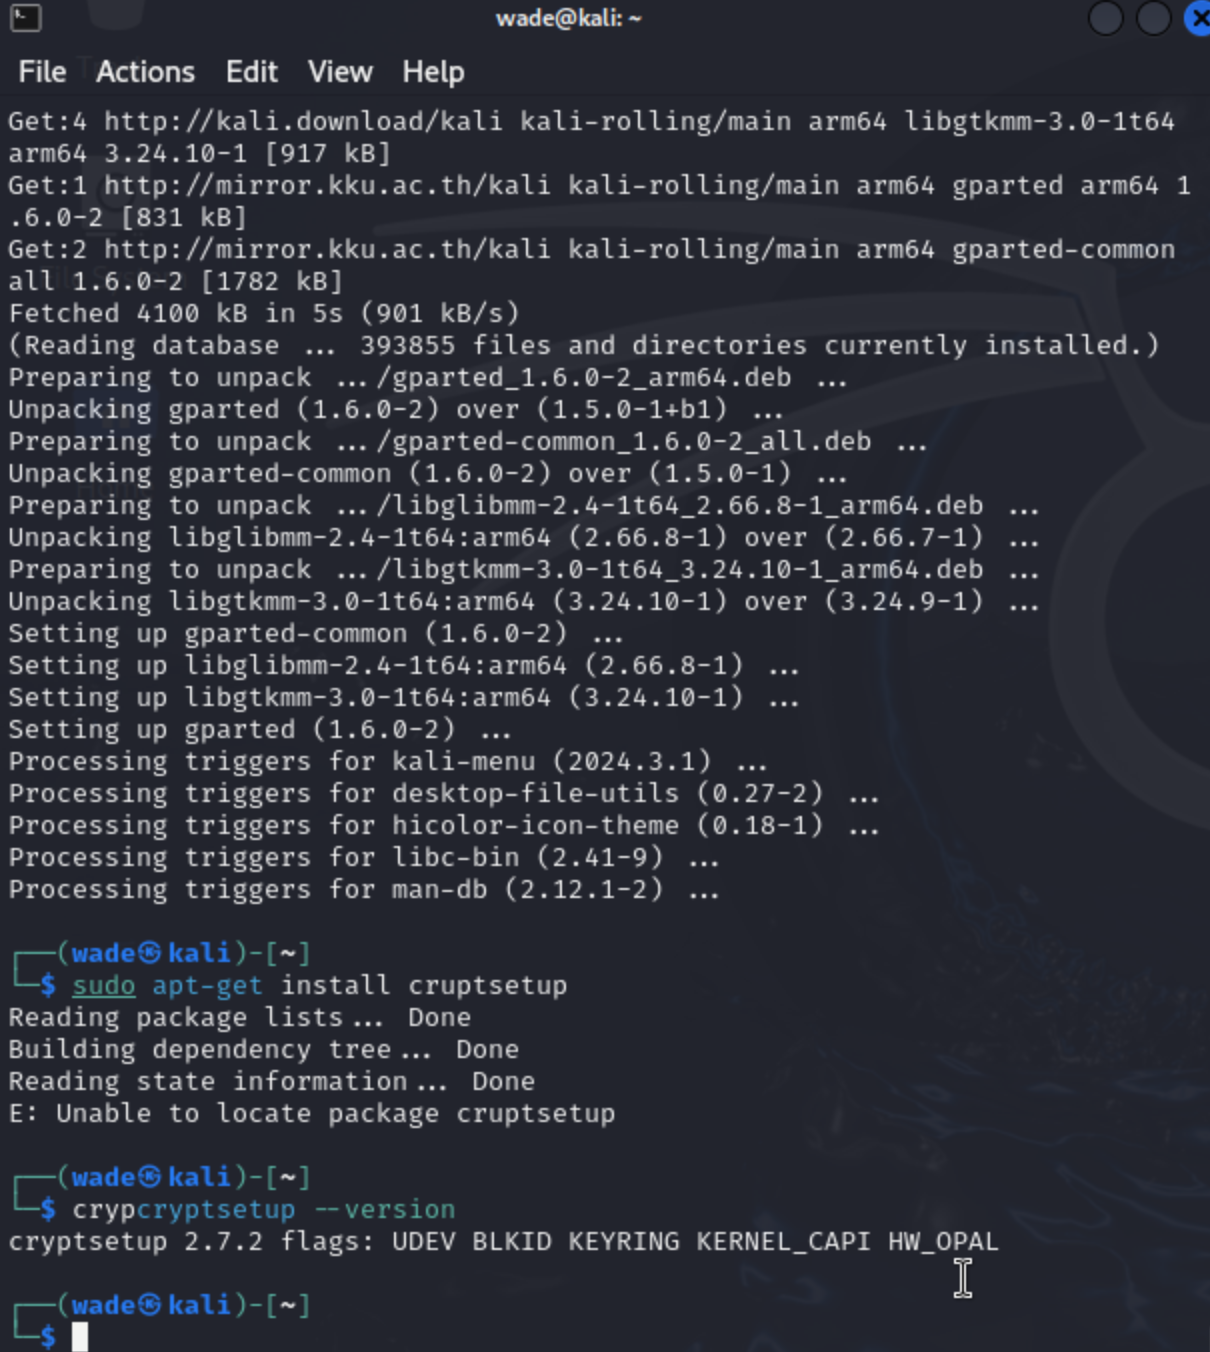 wade@kali: ~
File Actions Edit View Help
Get:4 http://kali.download/kali kali-rolling/main arm64 libgtkmm-3.0-1t64
arm64 3.24.10-1 [917 kB]
Get:1 http://mirror.kku.ac.th/kali kali-rolling/main arm64 gparted arm64 1
.6.0-2 [831 kB]
Get:2 http://mirror.kku.ac.th/kali kali-rolling/main arm64 gparted-common
all 1.6.0-2 [1782 kB]
Fetched 4100 kB in 5s (901 kB/s)
(Reading database ... 393855 files and directories currently installed.)
Preparing to unpack .../gparted_1.6.0-2_arm64.deb ...
Unpacking gparted (1.6.0-2) over (1.5.0-1+b1) ...
Preparing to unpack .../gparted-common_1.6.0-2_all.deb ...
Unpacking gparted-common (1.6.0-2) over (1.5.0-1) ...
Preparing to unpack .../libglibmm-2.4-1t64_2.66.8-1_arm64.deb ...
Unpacking libglibmm-2.4-1t64:arm64 (2.66.8-1) over (2.66.7-1) ...
Preparing to unpack .../libgtkmm-3.0-1t64_3.24.10-1_arm64.deb ...
Unpacking libgtkmm-3.0-1t64:arm64 (3.24.10-1) over (3.24.9-1) ...
Setting up gparted-common (1.6.0-2) ...
Setting up libglibmm-2.4-1t64:arm64 (2.66.8-1) ...
Setting up libgtkmm-3.0-1t64:arm64 (3.24.10-1) ...
Setting up gparted (1.6.0-2) ...
Processing triggers for kali-menu (2024.3.1) ...
Processing triggers for desktop-file-utils (0.27-2) ...
Processing triggers for hicolor-icon-theme (0.18-1) ...
Processing triggers for libc-bin (2.41-9) ...
Processing triggers for man-db (2.12.1-2) ...
┌──(wade㉿kali)-[~]
└─$ sudo apt-get install cruptsetup
Reading package lists... Done
Building dependency tree... Done
Reading state information... Done
E: Unable to locate package cruptsetup
┌──(wade㉿kali)-[~]
└─$ crypcryptsetup --version
cryptsetup 2.7.2 flags: UDEV BLKID KEYRING KERNEL_CAPI HW_OPAL
┌──(wade㉿kali)-[~]
└─$